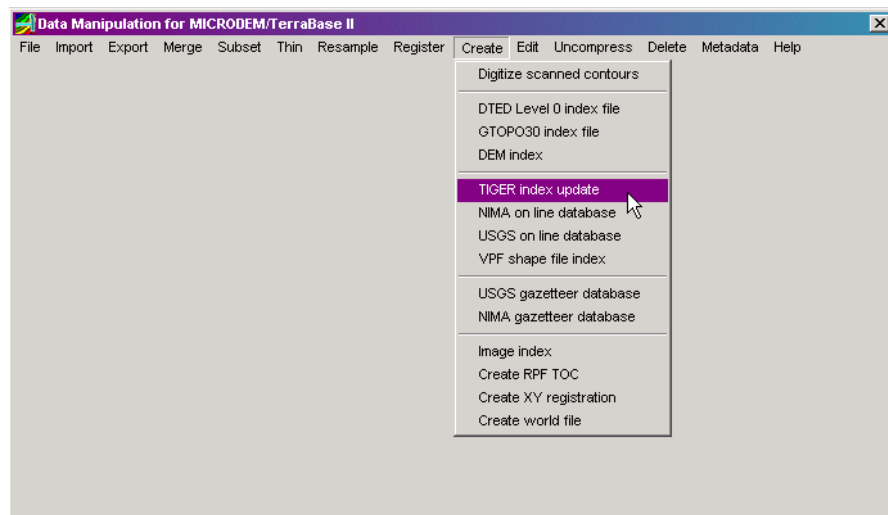 Data Manipulation for MICRODEM/TerraBase II
File Import Export Merge Subset Thin Resample Register Create Edit Uncompress Delete Metadata Help
Digitize scanned contours
DTED Level 0 index file
GTOPO30 index file
DEM index
TIGER index update
NIMA on line database
USGS on line database
VPF shape file index
USGS gazetteer database
NIMA gazetteer database
Image index
Create RPF TOC
Create XY registration
Create world file